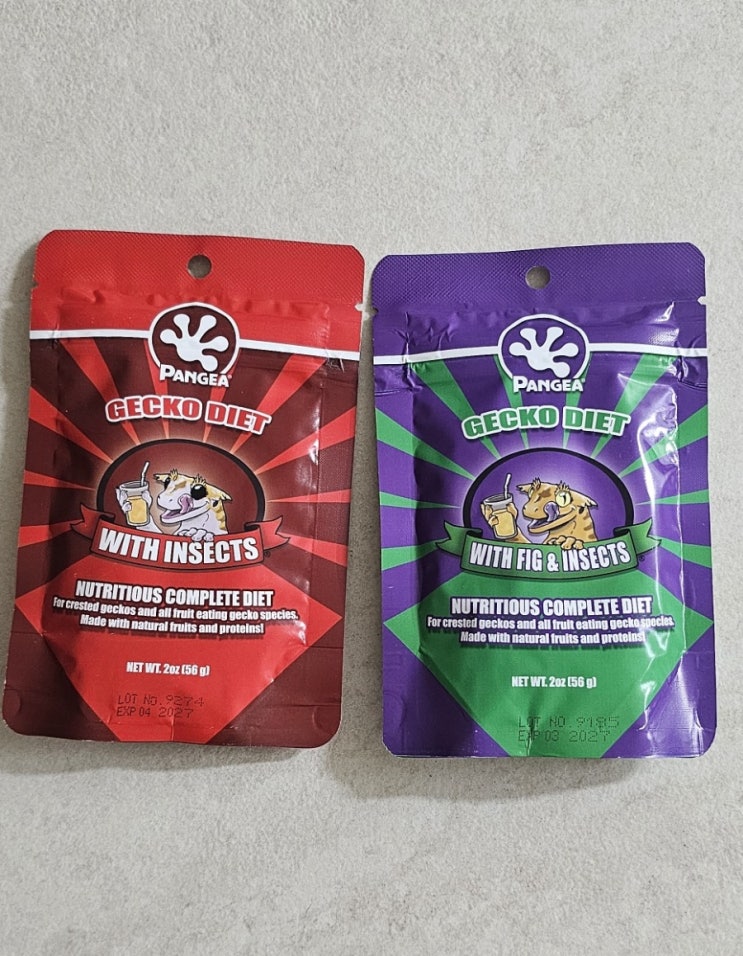 PANGEA
GECKO DIET
WITH INSECTS
NUTRITIOUS COMPLETE DIET
For crested geckos and all fruit eating gecko species.
Made with natural fruits and proteins!
NET WT. 2oz (56 g)
LOT NO. 9274
EXP 04 2027
PANGEA
GECKO DIET
WITH FIG & INSECTS
NUTRITIOUS COMPLETE DIET
For crested geckos and all fruit eating gecko species.
Made with natural fruits and proteins!
NET WT. 2oz (56 g)
LOT NO.
EXP 03 2027